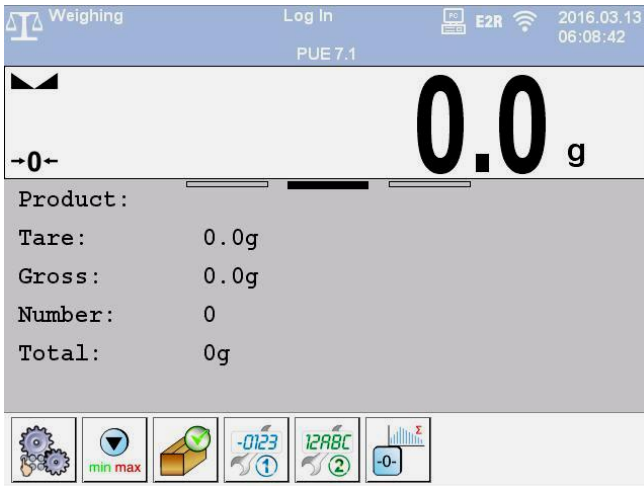 Weighing
Log In
PC
E2R
2016.03.13
06:08:42
PUE 7.1
→0←
0.0 g
Product:
Tare: 0.0g
Gross: 0.0g
Number: 0
Total: 0g
min max
-0123
1
12ABC
2
Σ
-0-